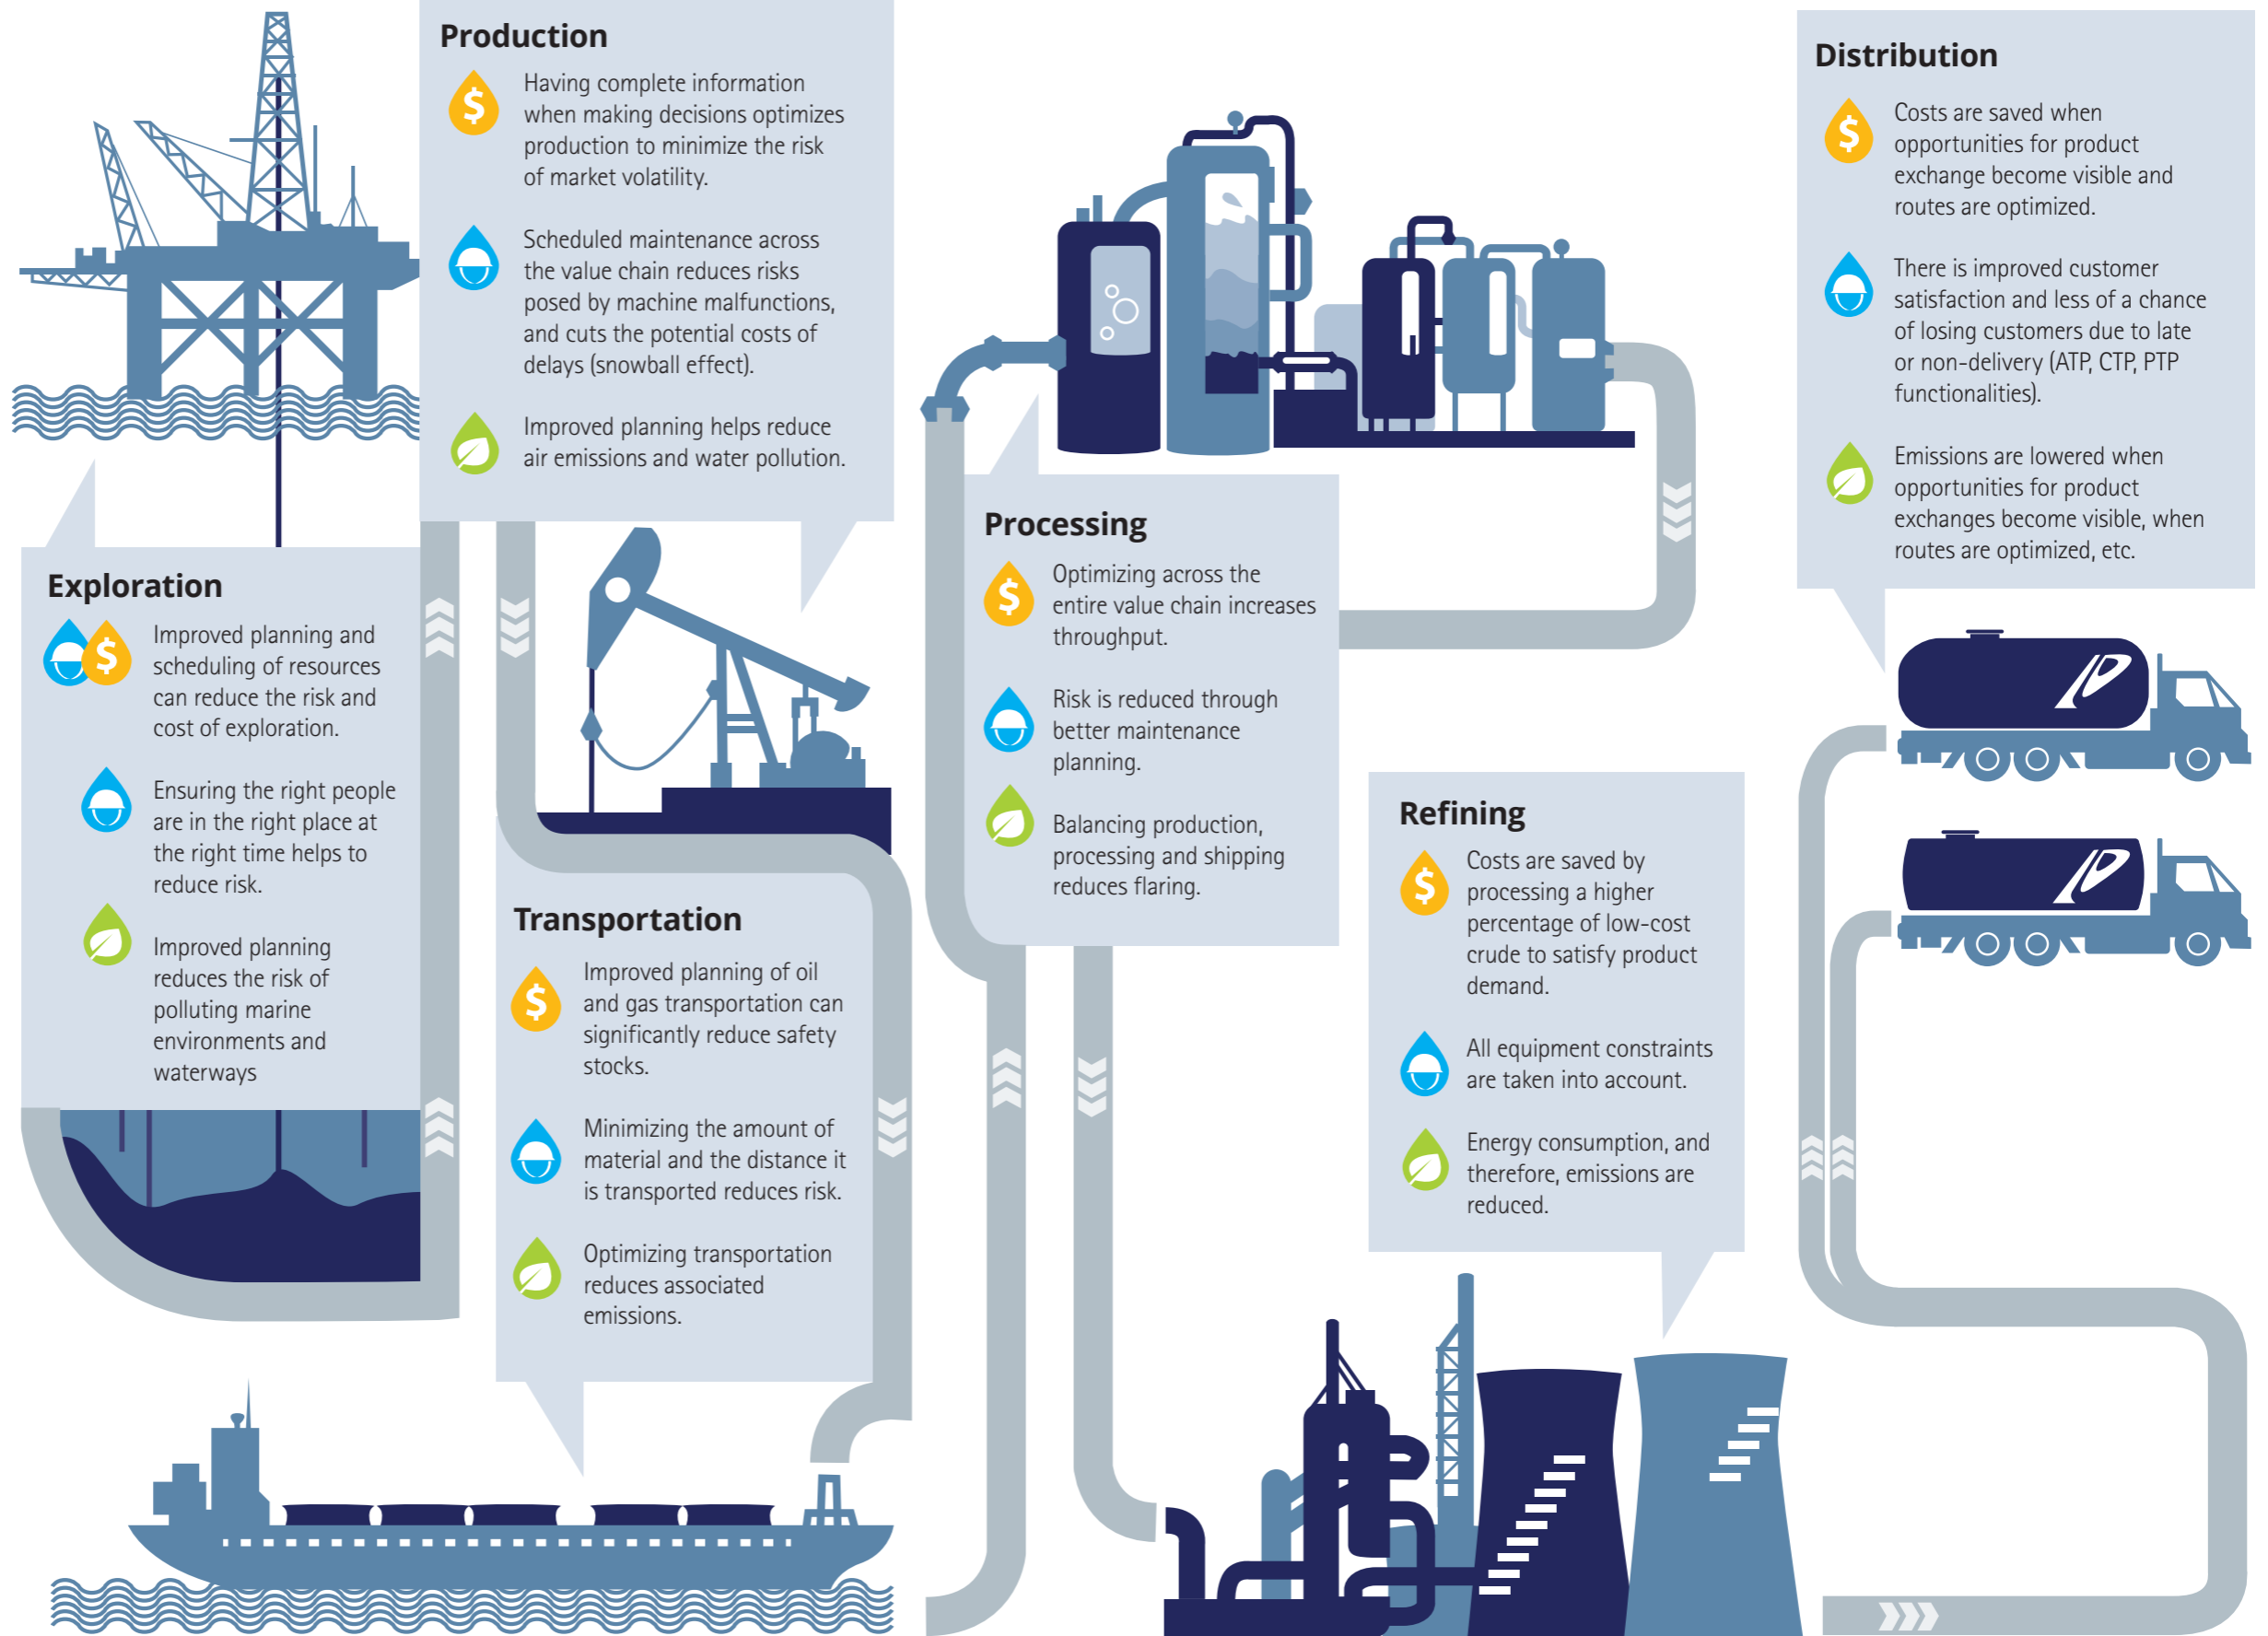 Production
Having complete information
when making decisions optimizes
production to minimize the risk
of market volatility.
Scheduled maintenance across
the value chain reduces risks
posed by machine malfunctions,
and cuts the potential costs of
delays (snowball effect).
Improved planning helps reduce
air emissions and water pollution.
Exploration
Improved planning and
scheduling of resources
can reduce the risk and
cost of exploration.
Ensuring the right people
are in the right place at
the right time helps to
reduce risk.
Improved planning
reduces the risk of
polluting marine
environments and
waterways
Transportation
Improved planning of oil
and gas transportation can
significantly reduce safety
stocks.
Minimizing the amount of
material and the distance it
is transported reduces risk.
Optimizing transportation
reduces associated
emissions.
Processing
Optimizing across the
entire value chain increases
throughput.
Risk is reduced through
better maintenance
planning.
Balancing production,
processing and shipping
reduces flaring.
Refining
Costs are saved by
processing a higher
percentage of low-cost
crude to satisfy product
demand.
All equipment constraints
are taken into account.
Energy consumption, and
therefore, emissions are
reduced.
Distribution
Costs are saved when
opportunities for product
exchange become visible and
routes are optimized.
There is improved customer
satisfaction and less of a chance
of losing customers due to late
or non-delivery (ATP, CTP, PTP
functionalities).
Emissions are lowered when
opportunities for product
exchanges become visible, when
routes are optimized, etc.